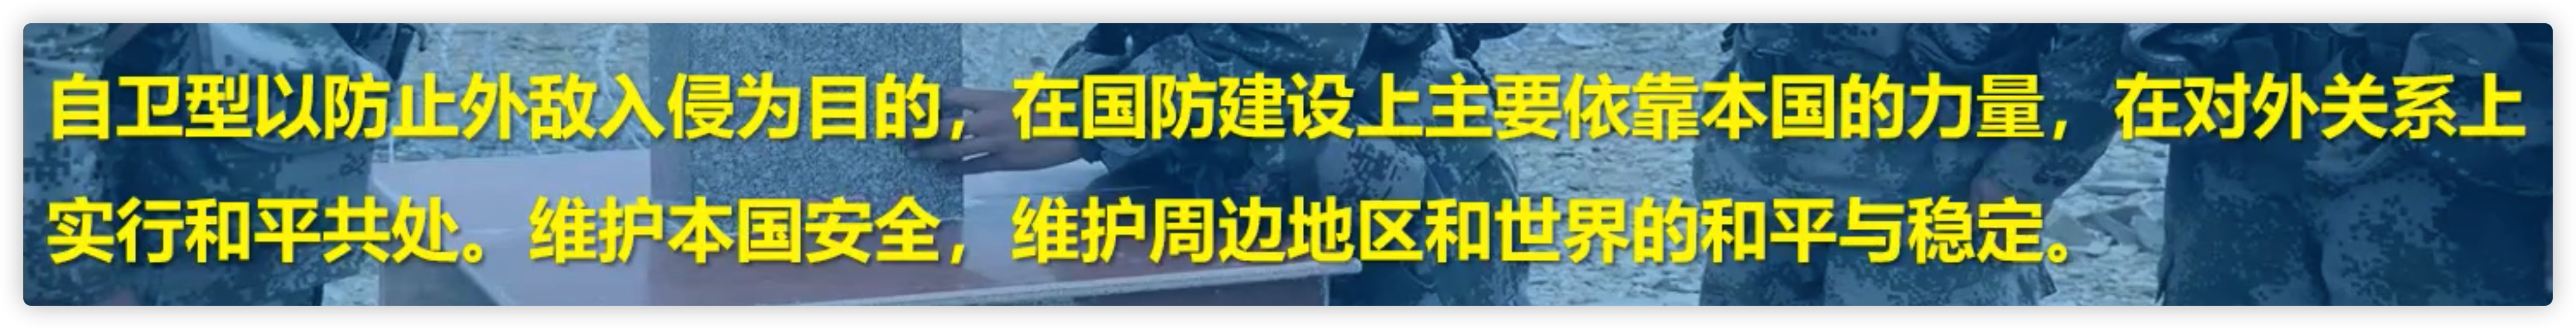 自卫型以防止外敌入侵为目的，在国防建设上主要依靠本国的力量，在对外关系上
实行和平共处。维护本国安全，维护周边地区和世界的和平与稳定。